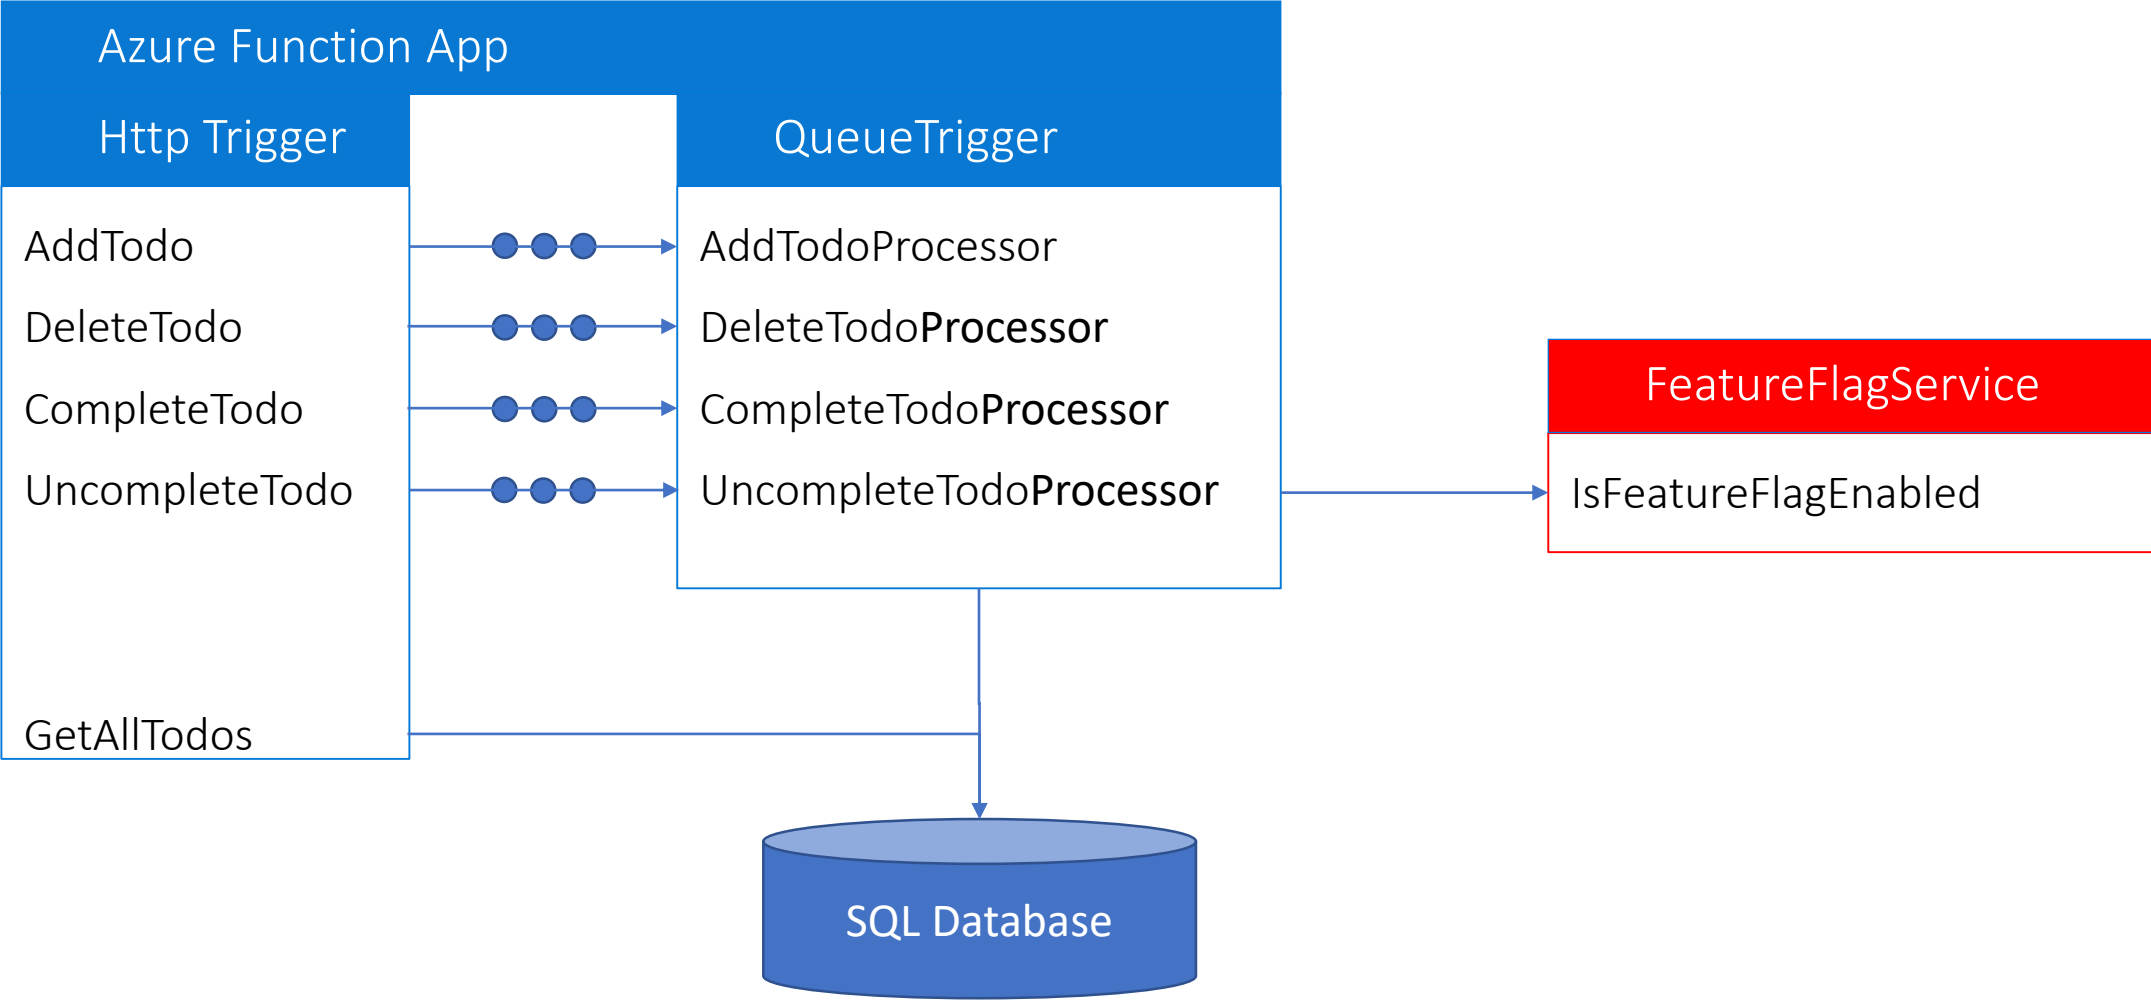 Azure Function App
Http Trigger
QueueTrigger
AddTodo
AddTodoProcessor
DeleteTodo
DeleteTodoProcessor
CompleteTodo
CompleteTodoProcessor
UncompleteTodo
UncompleteTodoProcessor
FeatureFlagService
IsFeatureFlagEnabled
GetAllTodos
SQL Database